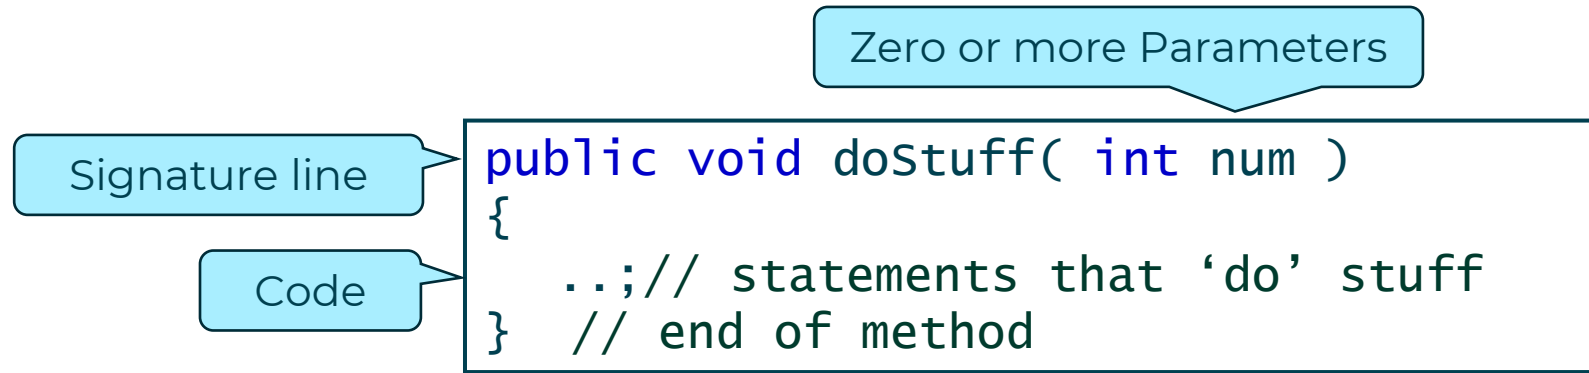 Zero or more Parameters
Signature line
public void doStuff( int num )
{
Code
..;// statements that ‘do’ stuff
} // end of method